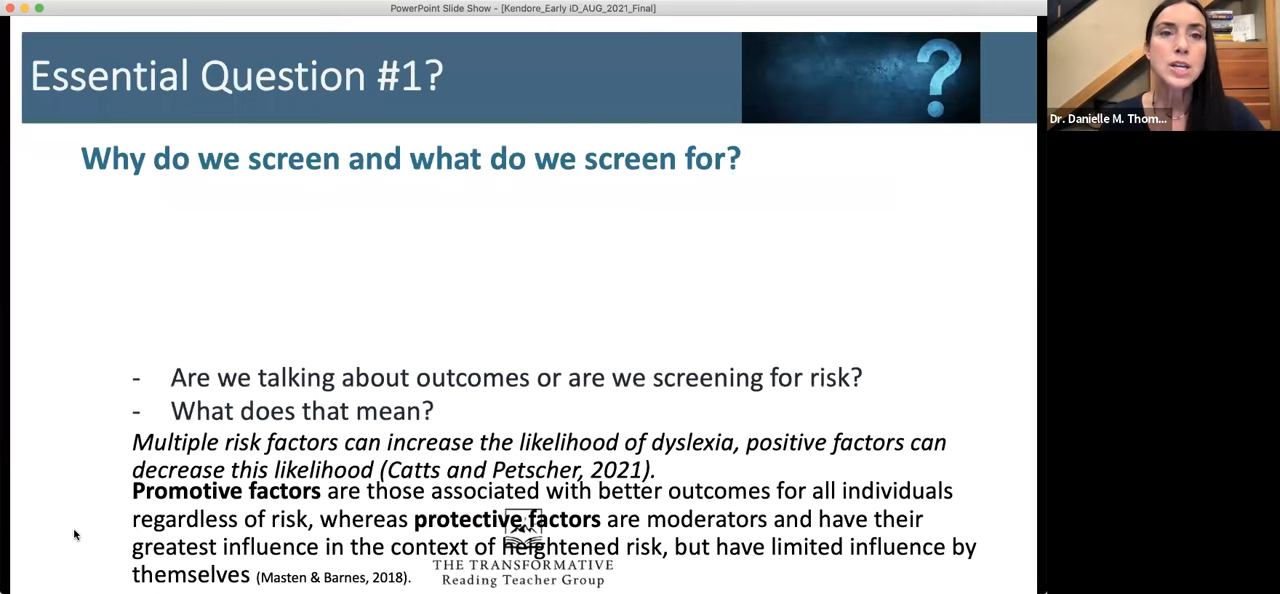 PowerPoint Slide Show - [Kendore_Early iD_AUG_2021_Final]
Essential Question #1?
?
Dr. Danielle M. Thom...
Why do we screen and what do we screen for?
- Are we talking about outcomes or are we screening for risk?
- What does that mean?
Multiple risk factors can increase the likelihood of dyslexia, positive factors can
decrease this likelihood (Catts and Petscher, 2021).
Promotive factors are those associated with better outcomes for all individuals
regardless of risk, whereas protective factors are moderators and have their
greatest influence in the context of heightened risk, but have limited influence by
themselves (Masten & Barnes, 2018).
THE TRANSFORMATIVE
Reading Teacher Group